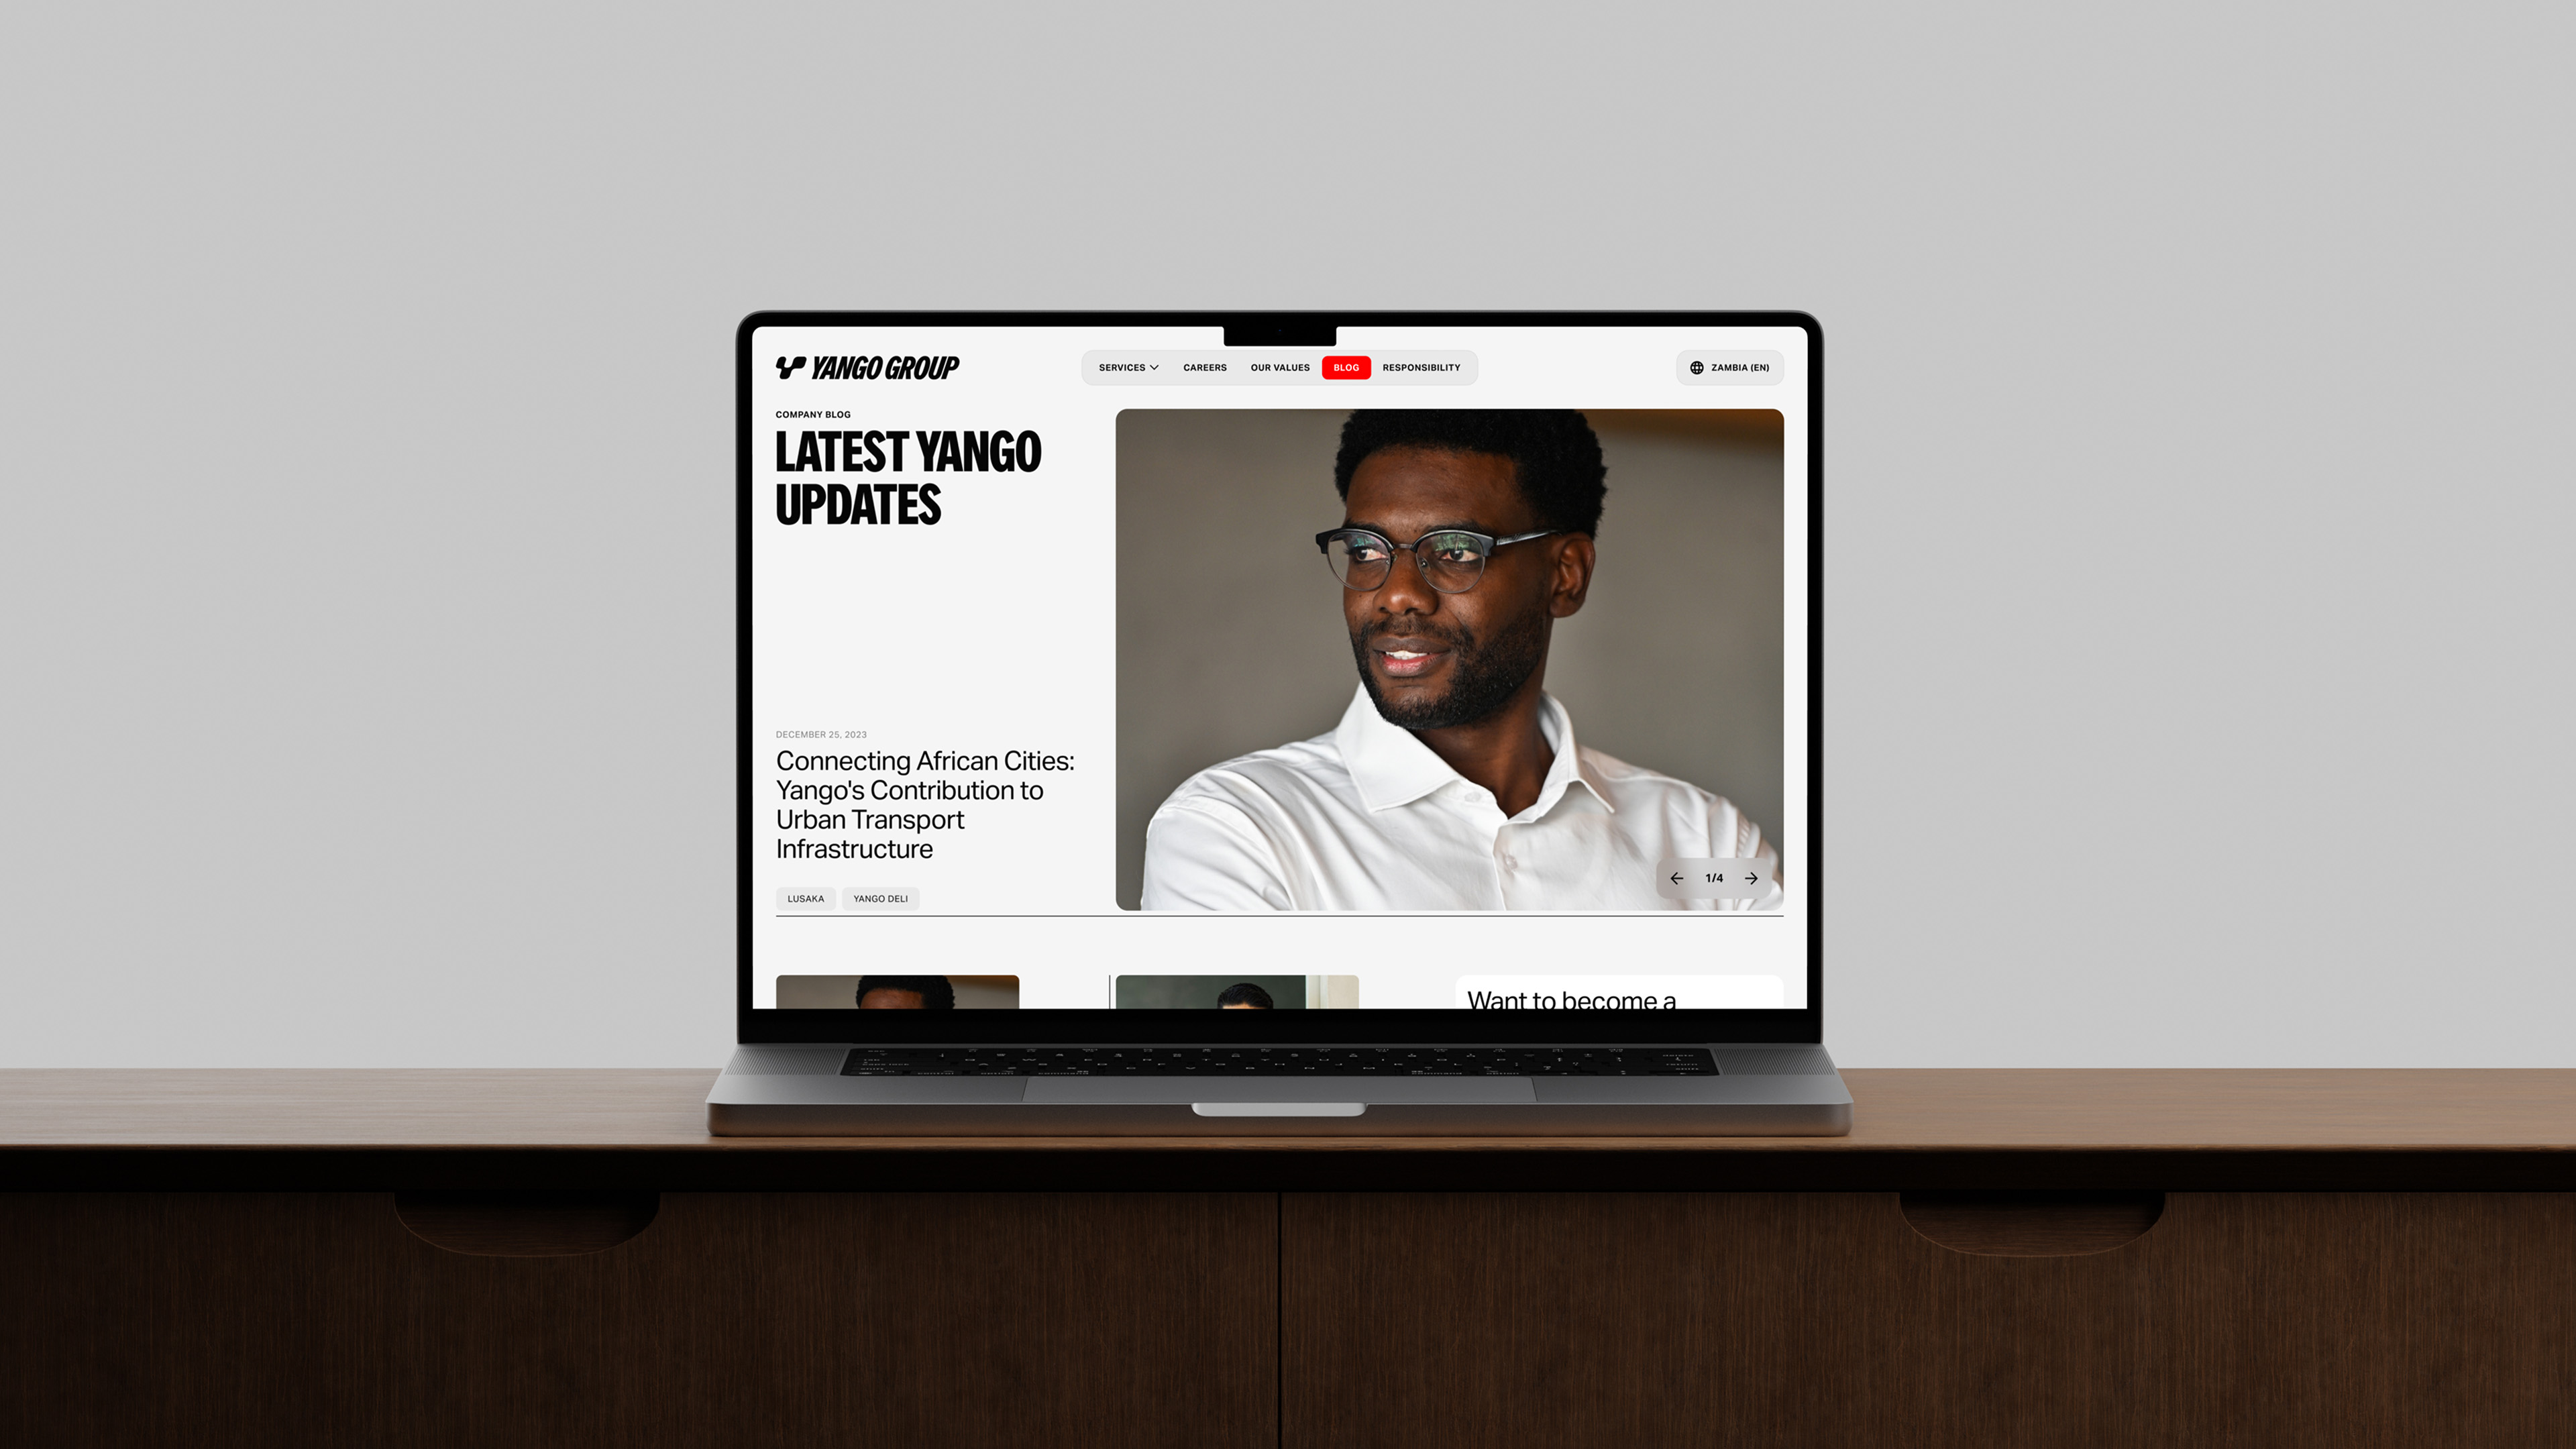 YANGO GROUP
SERVICES CAREERS OUR VALUES BLOG RESPONSIBILITY
ZAMBIA (EN)
COMPANY BLOG
LATEST YANGO
UPDATES
DECEMBER 25, 2023
Connecting African Cities:
Yango's Contribution to
Urban Transport
Infrastructure
LUSAKA YANGO DELI
1/4
Want to become a